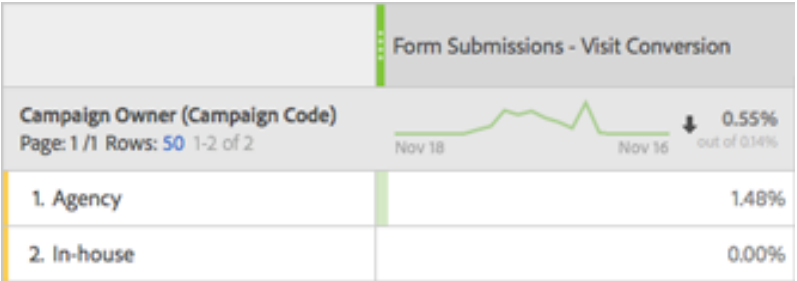 Form Submissions - Visit Conversion
Campaign Owner (Campaign Code)
Page: 1 /1 Rows: 50 1-2 of 2
Nov 18
Nov 16
0.55%
out of 0.14%
1. Agency
1.48%
2. In-house
0.00%